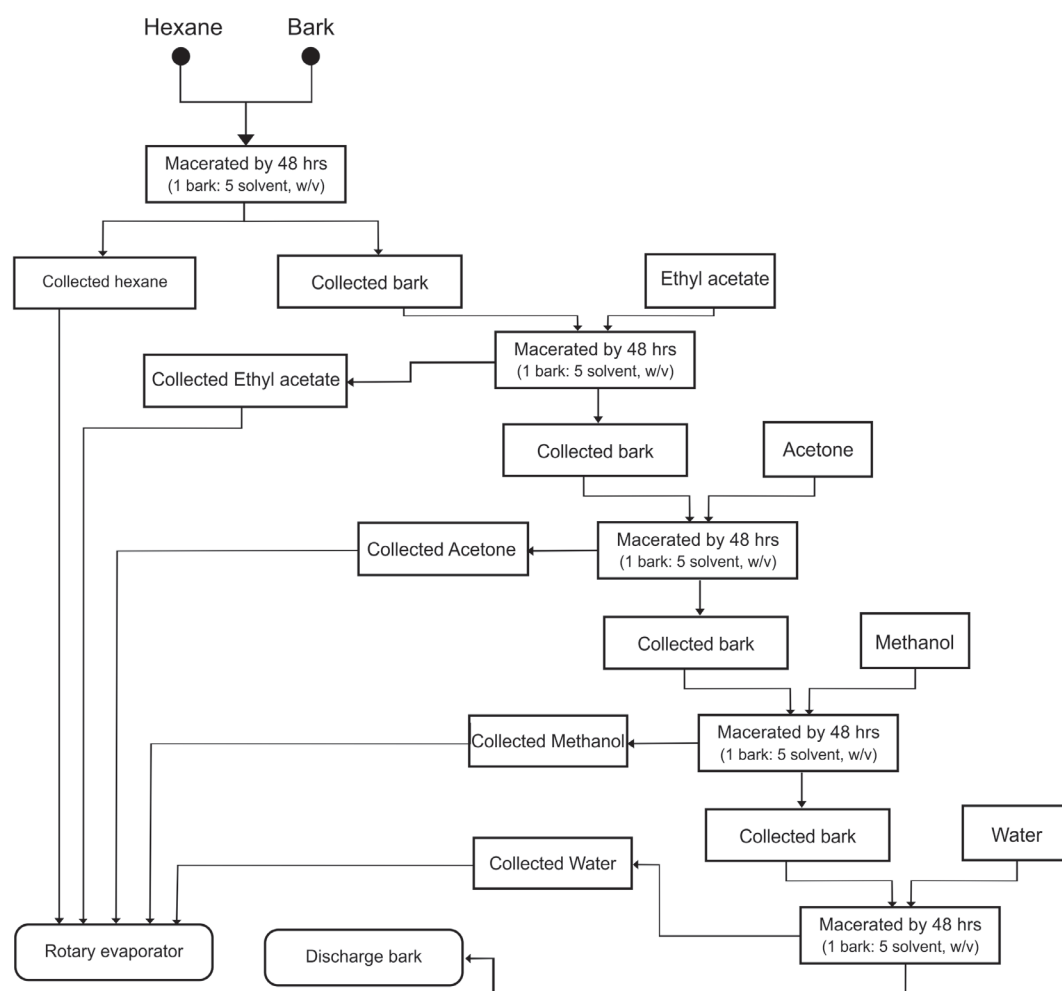 Hexane
Bark
Macerated by 48 hrs
(1 bark: 5 solvent, w/v)
Collected hexane
Collected bark
Ethyl acetate
Macerated by 48 hrs
(1 bark: 5 solvent, w/v)
Collected Ethyl acetate
Collected bark
Acetone
Macerated by 48 hrs
(1 bark: 5 solvent, w/v)
Collected Acetone
Collected bark
Methanol
Macerated by 48 hrs
(1 bark: 5 solvent, w/v)
Collected Methanol
Collected bark
Water
Collected Water
Macerated by 48 hrs
(1 bark: 5 solvent, w/v)
Rotary evaporator
Discharge bark